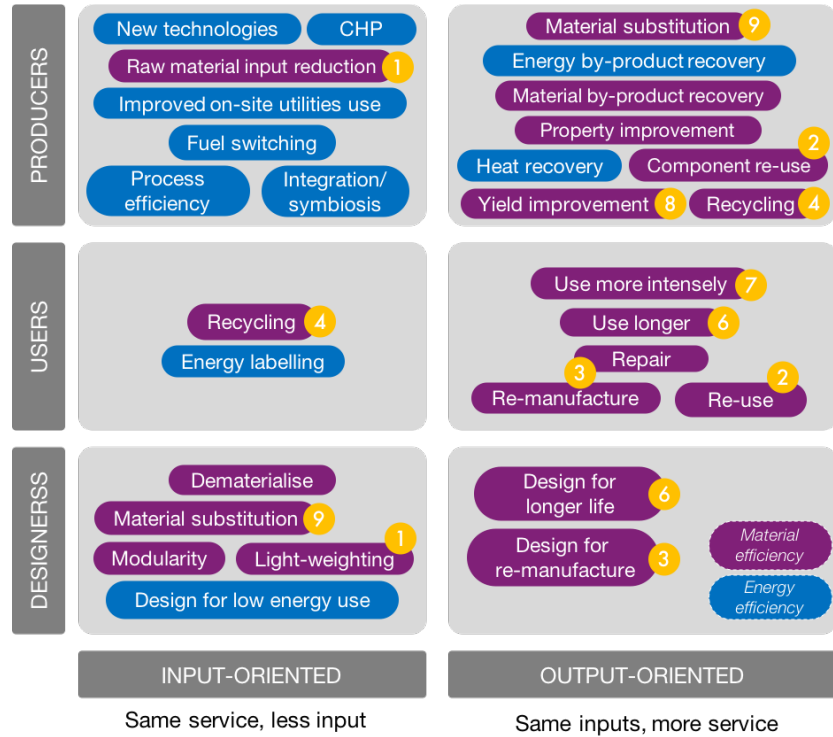 PRODUCERS
New technologies
CHP
Raw material input reduction
1
Improved on-site utilities use
Fuel switching
Process
efficiency
Integration/
symbiosis
Material substitution
9
Energy by-product recovery
Material by-product recovery
Property improvement
2
Heat recovery
Component re-use
Yield improvement
8
Recycling
4
USERS
Recycling
4
Energy labelling
Use more intensely
7
Use longer
6
Repair
3
Re-manufacture
2
Re-use
DESIGNERSS
Dematerialise
Material substitution
9
1
Modularity
Light-weighting
Design for low energy use
Design for
longer life
6
Design for
re-manufacture
3
Material
efficiency
Energy
efficiency
INPUT-ORIENTED
OUTPUT-ORIENTED
Same service, less input
Same inputs, more service